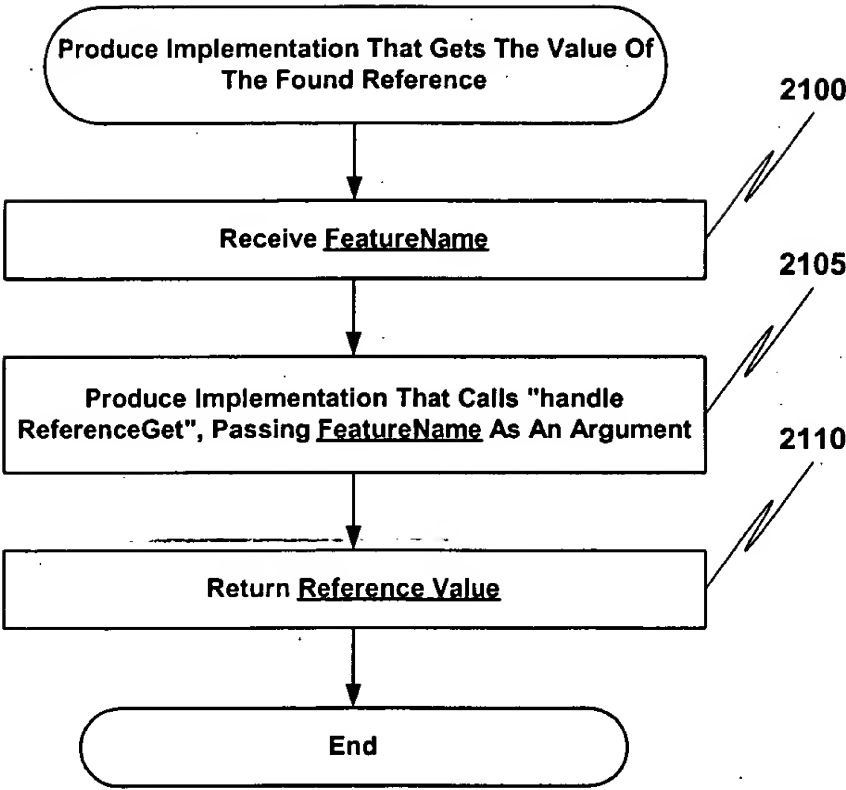 Produce Implementation That Gets The Value Of
The Found Reference
2100
Receive FeatureName
2105
Produce Implementation That Calls "handle
ReferenceGet", Passing FeatureName As An Argument
2110
Return Reference Value
End